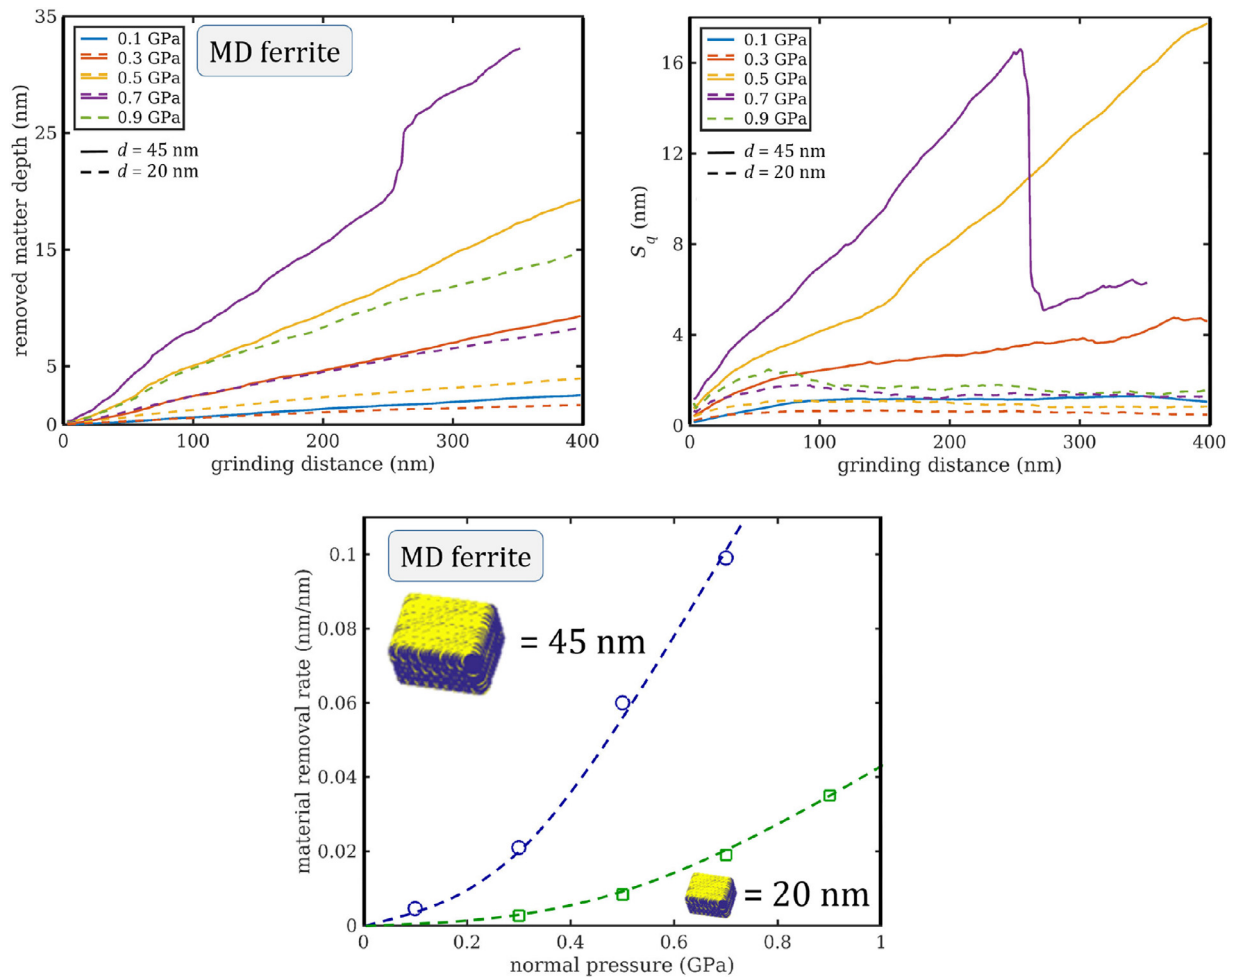 35
25
15
5
0
0
100
200
300
400
removed matter depth (nm)
grinding distance (nm)
0.1 GPa
0.3 GPa
0.5 GPa
0.7 GPa
0.9 GPa
d = 45 nm
d = 20 nm
MD ferrite
16
12
8
4
0
0
100
200
300
400
Sq (nm)
grinding distance (nm)
0.1 GPa
0.3 GPa
0.5 GPa
0.7 GPa
0.9 GPa
d = 45 nm
d = 20 nm
0.1
0.08
0.06
0.04
0.02
0
0
0.2
0.4
0.6
0.8
1
material removal rate (nm/nm)
normal pressure (GPa)
MD ferrite
= 45 nm
= 20 nm